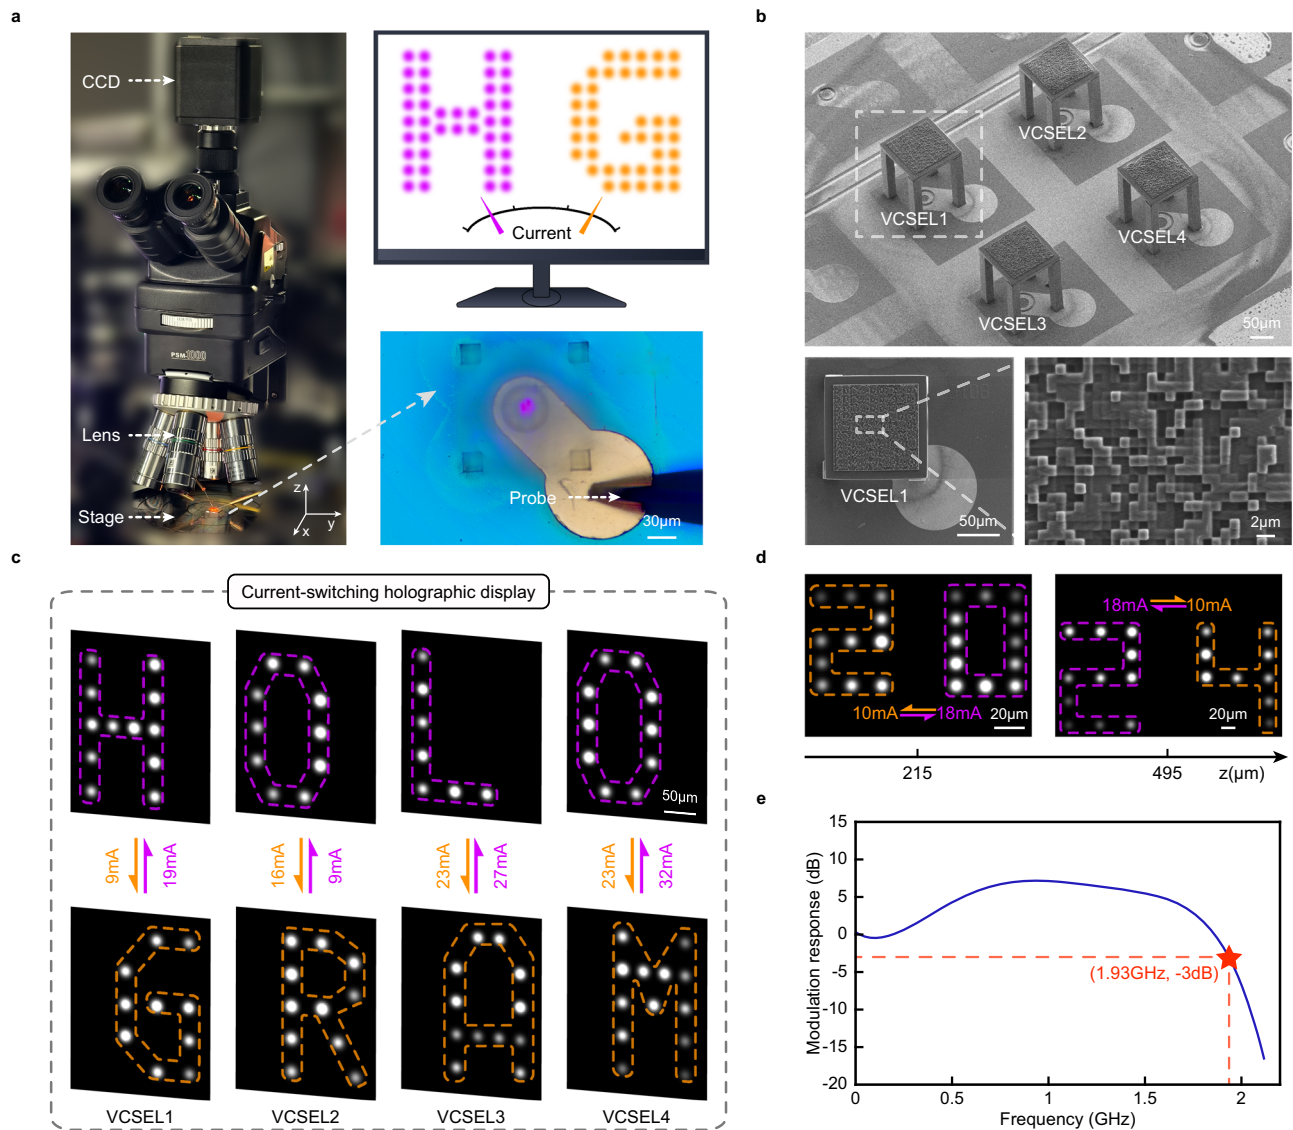 a
CCD
PSM-1000
Lens
Stage
z
y
x
Current
Probe
30μm
b
VCSEL2
VCSEL1
VCSEL4
VCSEL3
50μm
VCSEL1
50μm
2μm
c
Current-switching holographic display
50μm
9mA
19mA
16mA
9mA
23mA
27mA
23mA
32mA
VCSEL1
VCSEL2
VCSEL3
VCSEL4
d
10mA
18mA
20μm
18mA
10mA
20μm
215
495
z(μm)
e
Modulation response (dB)
15
10
5
0
-5
-10
-15
-20
(1.93GHz, -3dB)
0
0.5
1
1.5
2
Frequency (GHz)